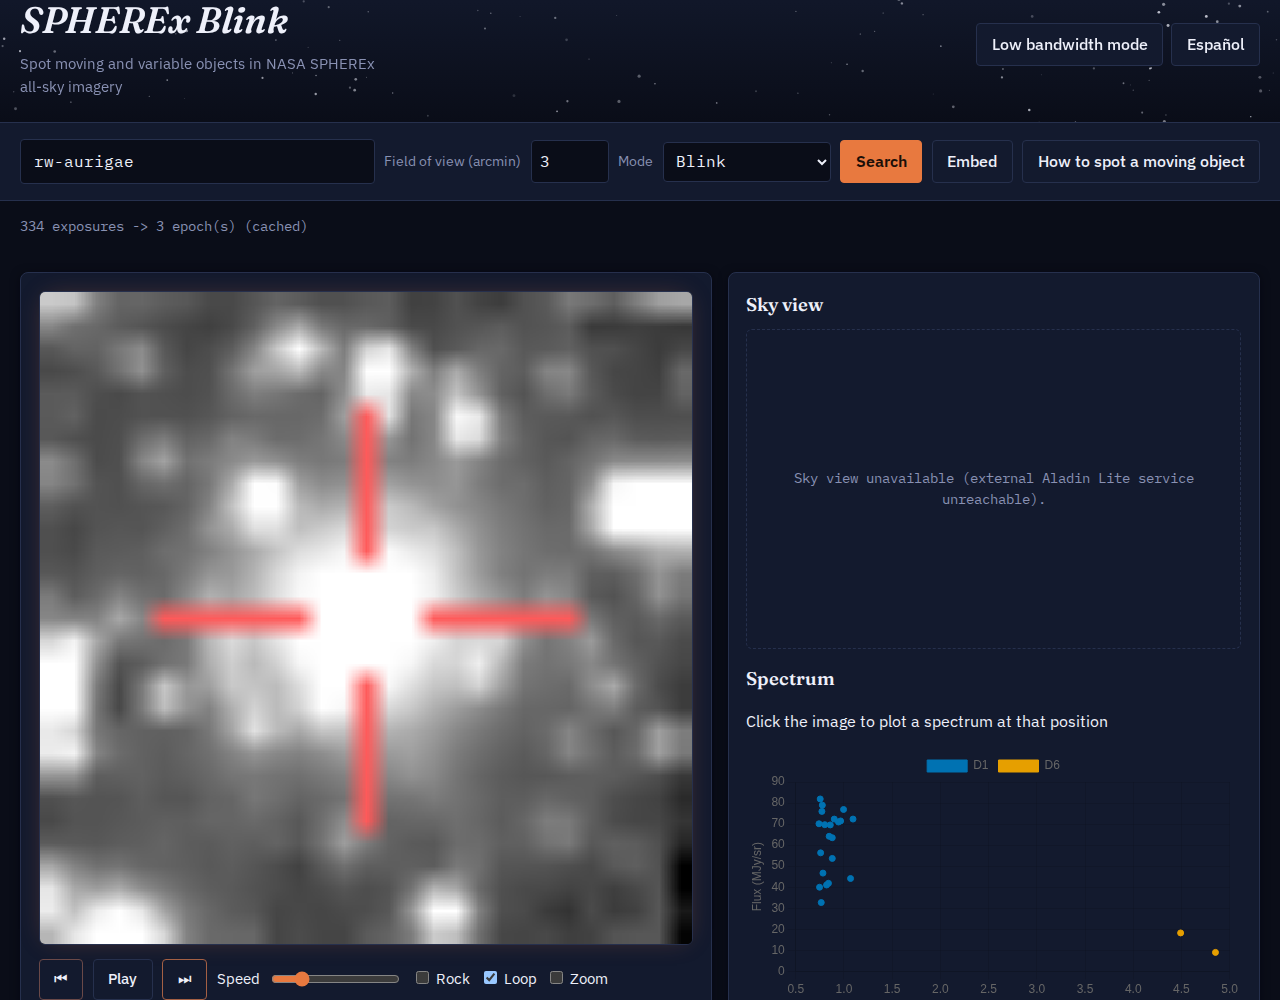 SPHEREx Blink
Spot moving and variable objects in NASA SPHEREx
all-sky imagery
Low bandwidth mode
Español
rw-aurigae
Field of view (arcmin)
3
Mode
Blink
Search
Embed
How to spot a moving object
334 exposures -> 3 epoch(s) (cached)
Sky view
Sky view unavailable (external Aladin Lite service
unreachable).
Spectrum
Click the image to plot a spectrum at that position
D1
D6
90
80
70
60
50
40
30
20
10
0
Flux (MJy/sr)
0.5 1.0 1.5 2.0 2.5 3.0 3.5 4.0 4.5 5.0
Play
Speed
Rock
Loop
Zoom